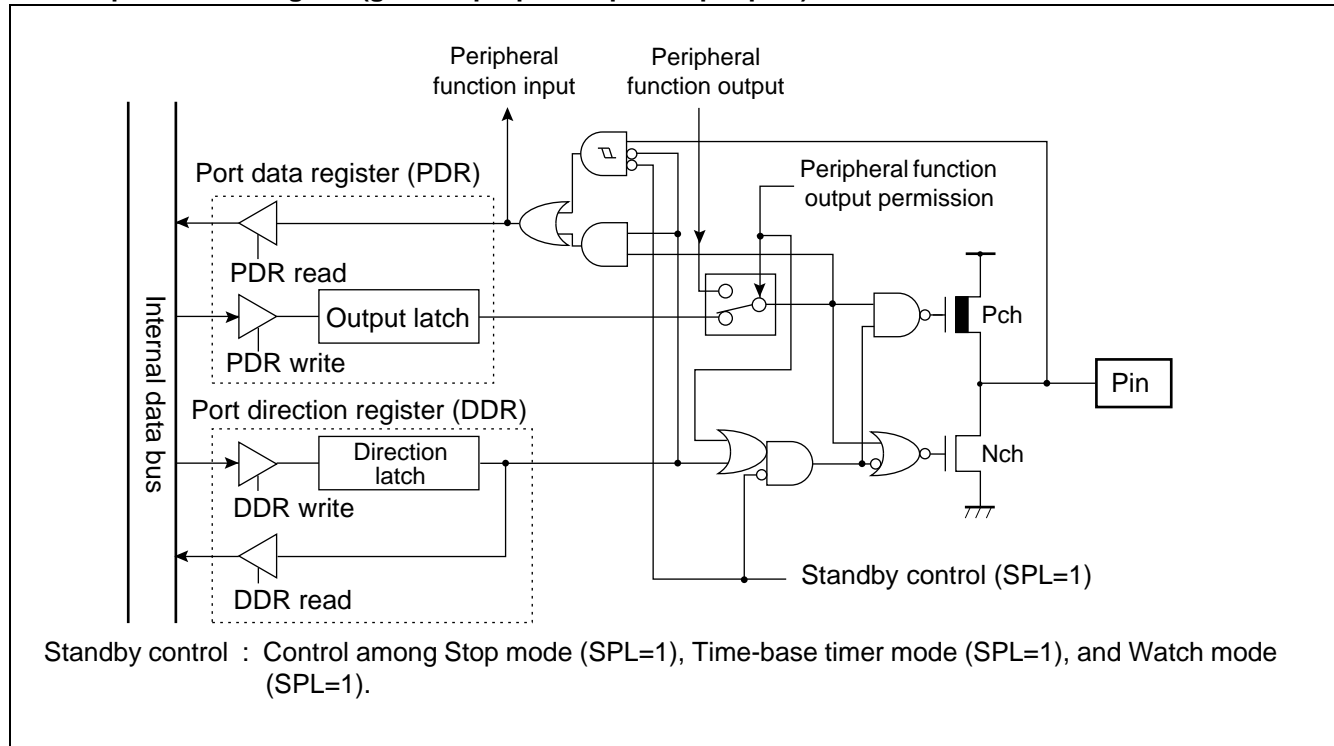 Peripheral
function input
Peripheral
function output
Port data register (PDR)
Peripheral function
output permission
PDR read
Output latch
PDR write
Pch
Pin
Internal data bus
Port direction register (DDR)
Direction
latch
Nch
DDR write
DDR read
Standby control (SPL=1)
Standby control : Control among Stop mode (SPL=1), Time-base timer mode (SPL=1), and Watch mode
(SPL=1).